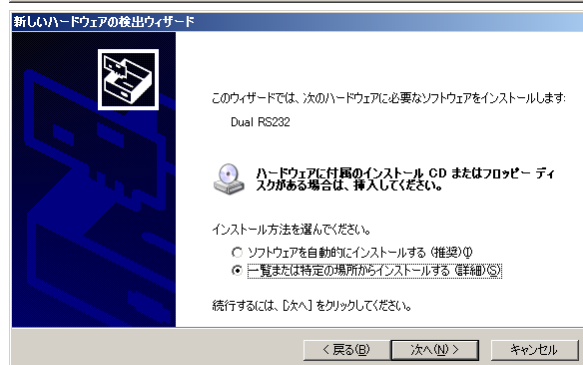 新しいハードウェアの検出ウィザード
このウィザードでは、次のハードウェアに必要なソフトウェアをインストールします:
Dual RS232
ハードウェアに付属のインストール CD またはフロッピー ディ
スクがある場合は、挿入してください。
インストール方法を選んでください。
ソフトウェアを自動的にインストールする (推奨)(I)
一覧または特定の場所からインストールする (詳細)(S)
続行するには、[次へ] をクリックしてください。
< 戻る(B)
次へ(N) >
キャンセル